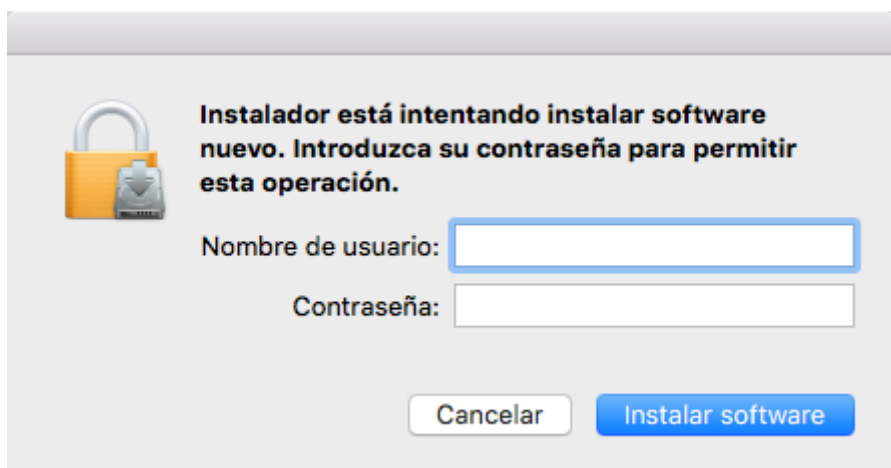 Instalador está intentando instalar software
nuevo. Introduzca su contraseña para permitir
esta operación.
Nombre de usuario:
Contraseña:
Cancelar
Instalar software